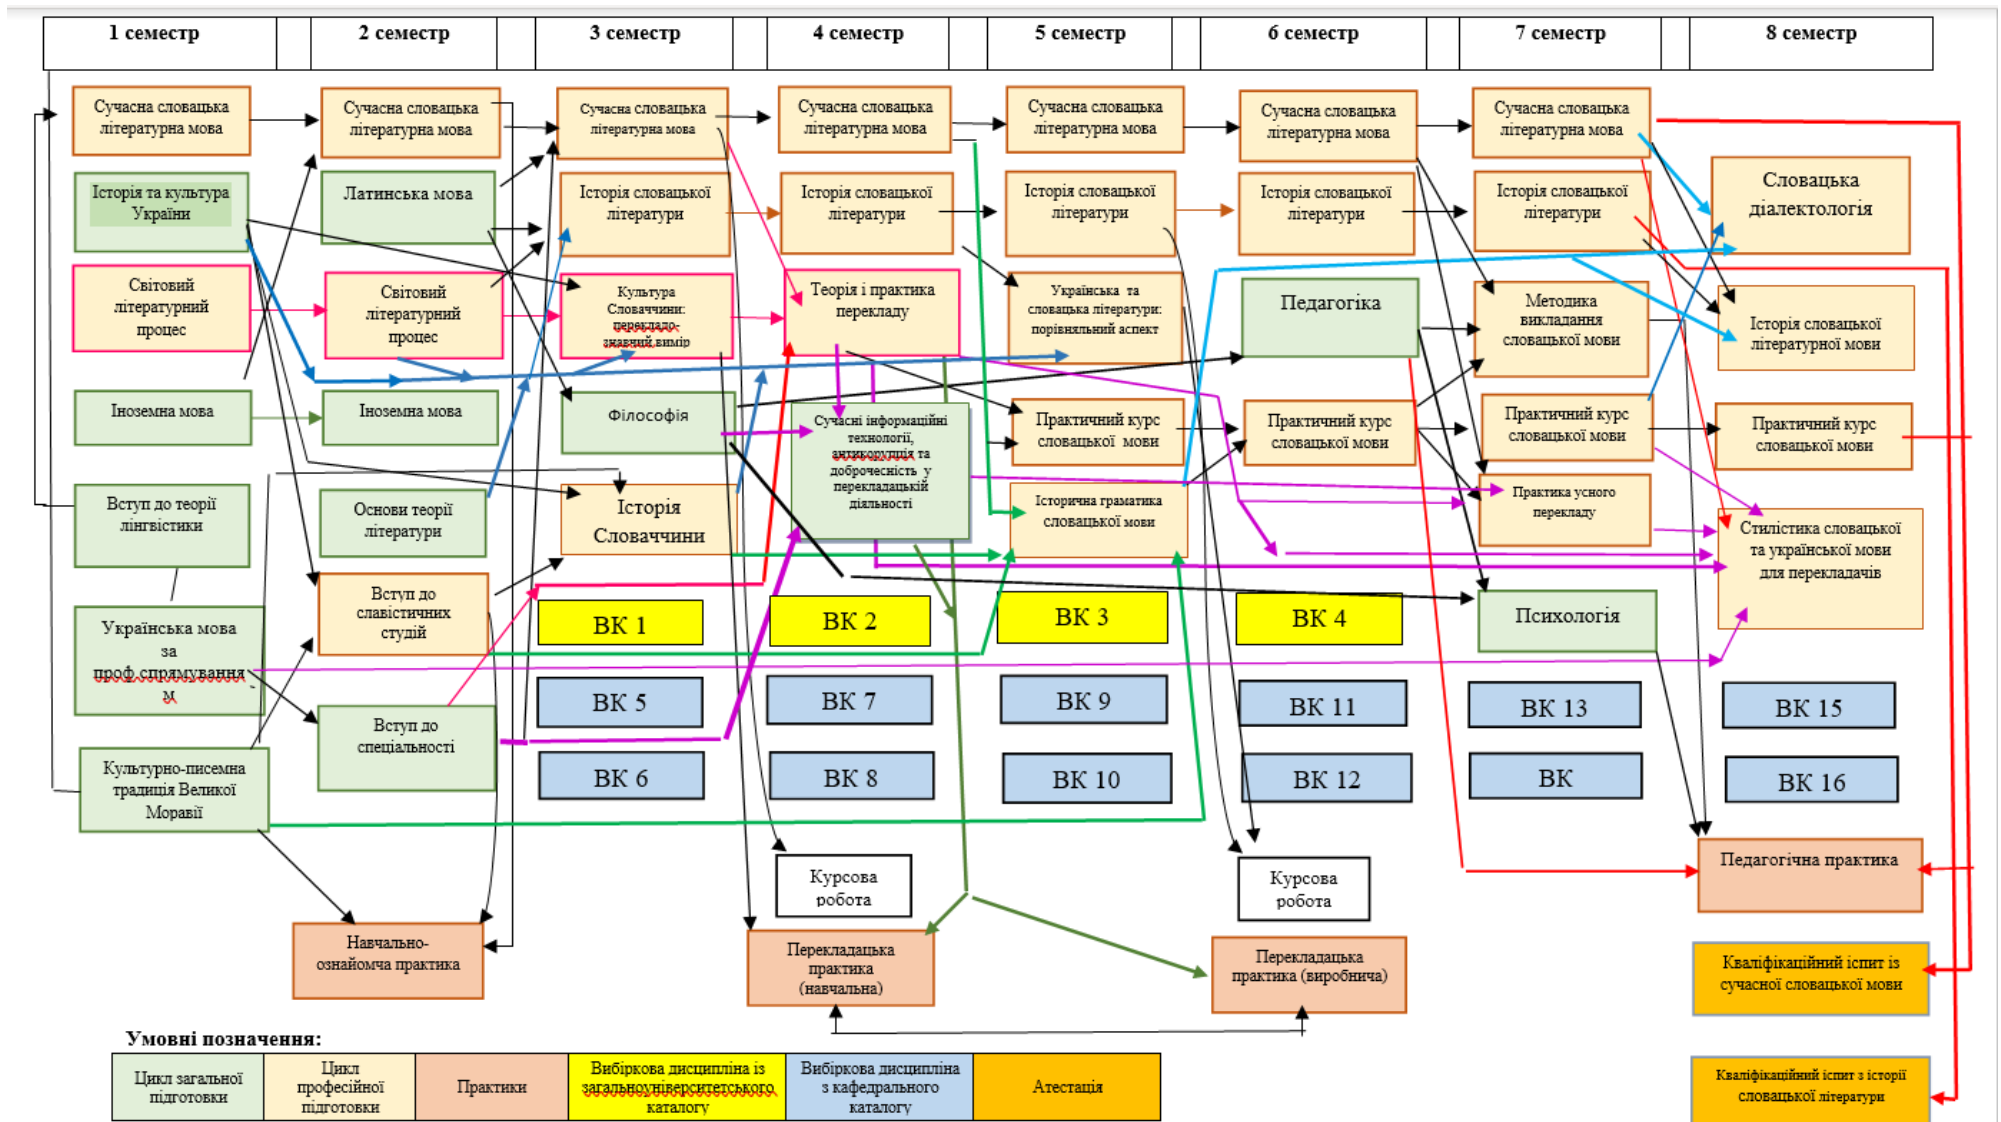 1 семестр
2 семестр
3 семестр
4 семестр
5 семестр
6 семестр
7 семестр
8 семестр
Сучасна словацька
літературна мова
Історія та культура
України
Світовий
літературний
процес
Іноземна мова
Вступ до теорії
лінгвістики
Українська мова
за
проф.спрямування
м
Культурно-писемна
традиція Великої
Моравії
Сучасна словацька
літературна мова
Латинська мова
Світовий
літературний
процес
Іноземна мова
Основи теорії
літератури
Вступ до
славістичних
студій
Вступ до
спеціальності
Навчально-
ознайомча практика
Сучасна словацька
літературна мова
Історія словацької
літератури
Культура
Словаччини:
перекладо-
знавчий вимір
Філософія
Історія
Словаччини
ВК 1
ВК 5
ВК 6
Сучасна словацька
літературна мова
Історія словацької
літератури
Теорія і практика
перекладу
Сучасні інформаційні
технології,
антикорупція та
доброчесність у
перекладацькій
діяльності
ВК 2
ВК 7
ВК 8
Курсова
робота
Перекладацька
практика
(навчальна)
Сучасна словацька
літературна мова
Історія словацької
літератури
Українська та
словацька літератури:
порівняльний аспект
Практичний курс
словацької мови
Історична граматика
словацької мови
ВК 3
ВК 9
ВК 10
Сучасна словацька
літературна мова
Історія словацької
літератури
Педагогіка
Практичний курс
словацької мови
ВК 4
ВК 11
ВК 12
Курсова
робота
Перекладацька
практика (виробнича)
Сучасна словацька
літературна мова
Історія словацької
літератури
Методика
викладання
словацької мови
Практичний курс
словацької мови
Практика усного
перекладу
Психологія
ВК 13
ВК
Словацька
діалектологія
Історія словацької
літературної мови
Практичний курс
словацької мови
Стилістика словацької
та української мови
для перекладачів
ВК 15
ВК 16
Педагогічна практика
Кваліфікаційний іспит із
сучасної словацької мови
Кваліфікаційний іспит з історії
словацької літератури
Умовні позначення:
Цикл загальної
підготовки
Цикл
професійної
підготовки
Практики
Вибіркова дисципліна із
загальноуніверситетського
каталогу
Вибіркова дисципліна
з кафедрального
каталогу
Атестація